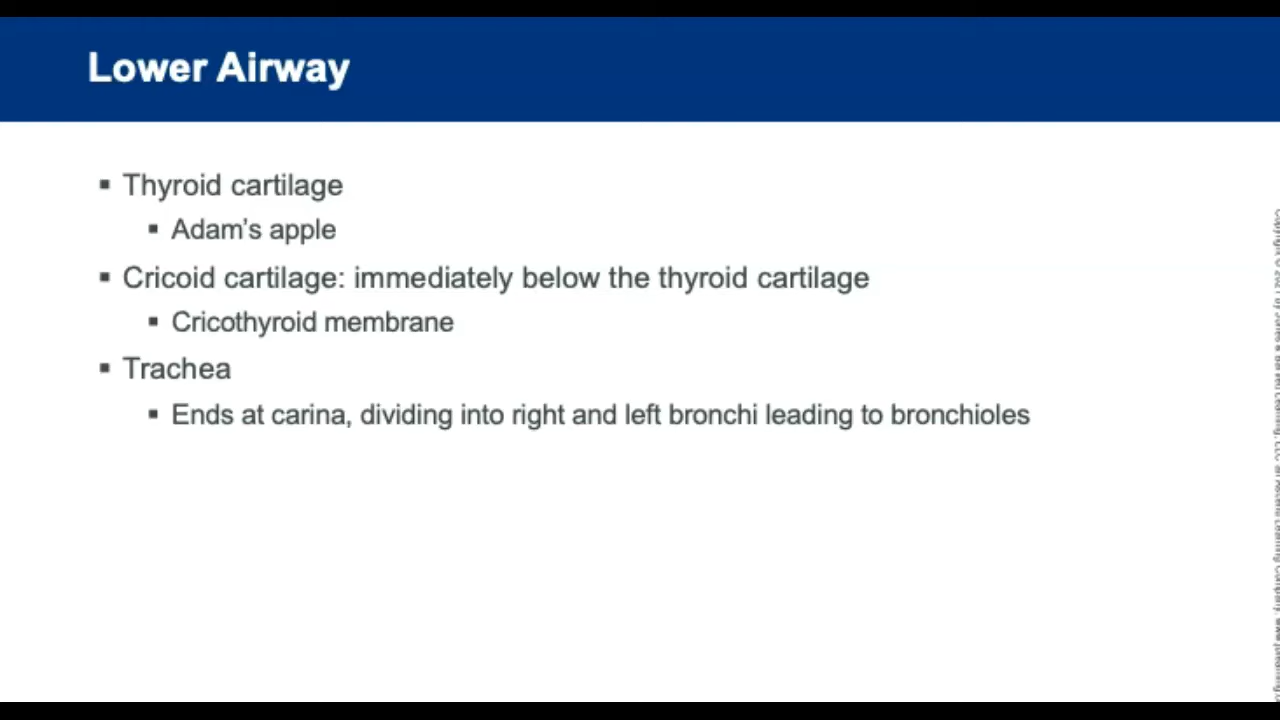 Lower Airway
▪ Thyroid cartilage
▪ Adam’s apple
▪ Cricoid cartilage: immediately below the thyroid cartilage
▪ Cricothyroid membrane
▪ Trachea
▪ Ends at carina, dividing into right and left bronchi leading to bronchioles